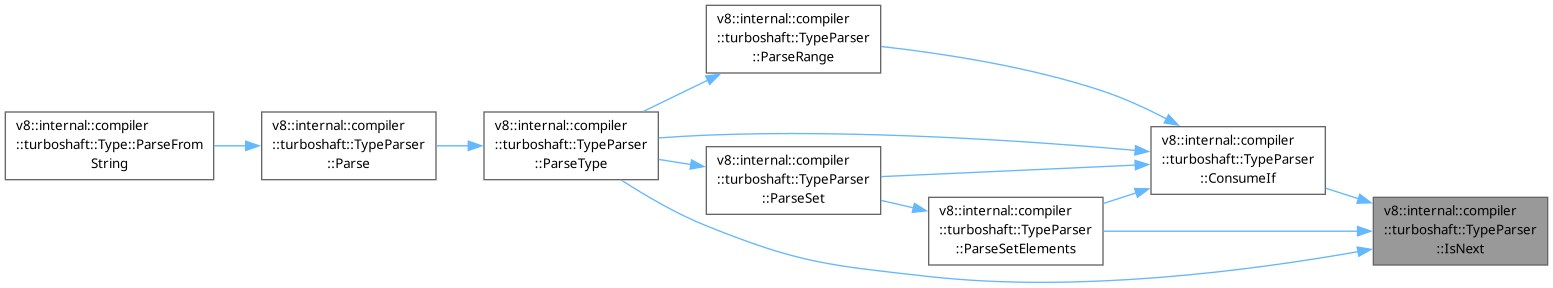 v8::internal::compiler
::turboshaft::Type::ParseFrom
String
v8::internal::compiler
::turboshaft::TypeParser
::Parse
v8::internal::compiler
::turboshaft::TypeParser
::ParseType
v8::internal::compiler
::turboshaft::TypeParser
::ParseRange
v8::internal::compiler
::turboshaft::TypeParser
::ParseSet
v8::internal::compiler
::turboshaft::TypeParser
::ParseSetElements
v8::internal::compiler
::turboshaft::TypeParser
::ConsumeIf
v8::internal::compiler
::turboshaft::TypeParser
::IsNext